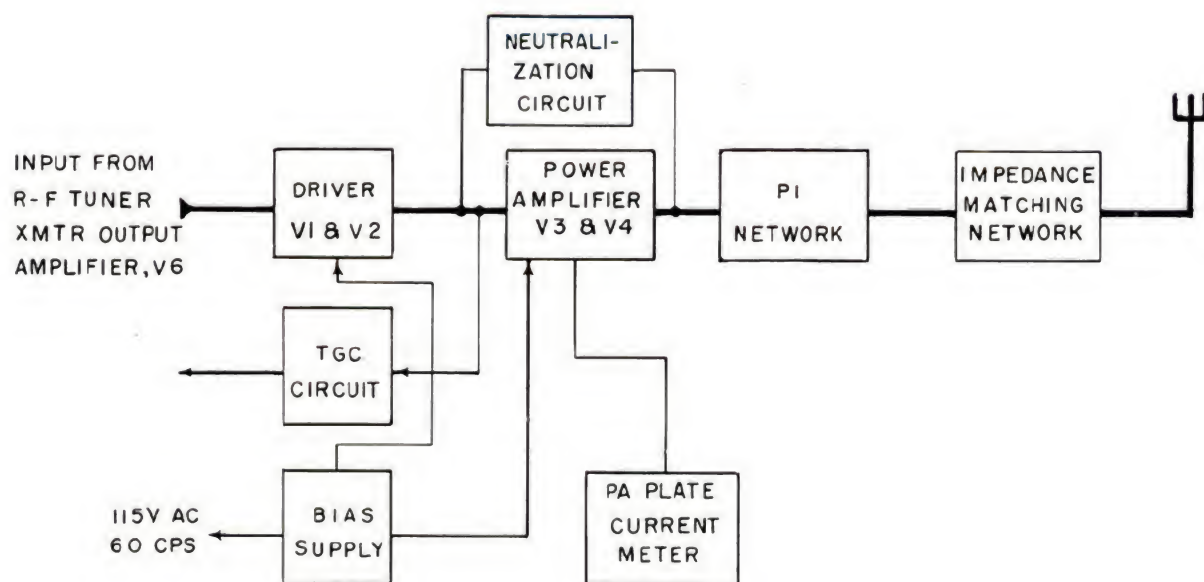 NEUTRALI-
ZATION
CIRCUIT
INPUT FROM
R-F TUNER
XMTR OUTPUT
AMPLIFIER, V6
DRIVER
V1 & V2
POWER
AMPLIFIER
V3 & V4
PI
NETWORK
IMPEDANCE
MATCHING
NETWORK
TGC
CIRCUIT
115V AC
60 CPS
BIAS
SUPPLY
PA PLATE
CURRENT
METER